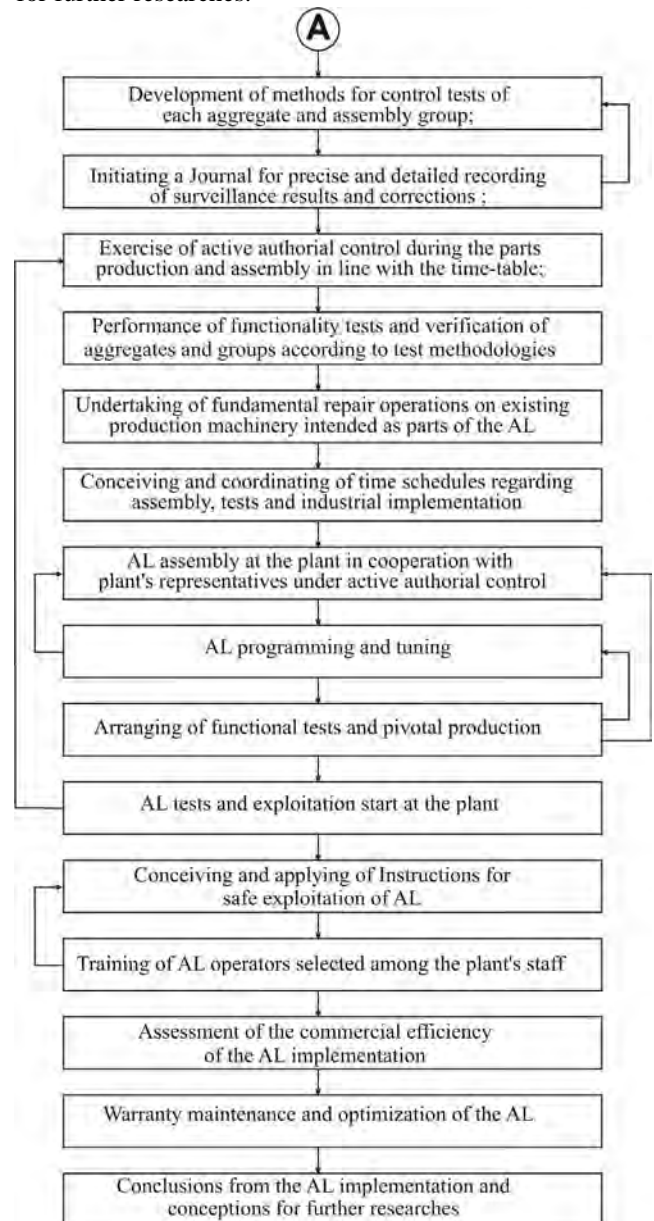 for further researches.
A
Development of methods for control tests of
each aggregate and assembly group;
Initiating a Journal for precise and detailed recording
of surveillance results and corrections ;
Exercise of active authorial control during the parts
production and assembly in line with the time-table;
Performance of functionality tests and verification of
aggregates and groups according to test methodologies
Undertaking of fundamental repair operations on existing
production machinery intended as parts of the AL
Conceiving and coordinating of time schedules regarding
assembly, tests and industrial implementation
AL assembly at the plant in cooperation with
plant's representatives under active authorial control
AL programming and tuning
Arranging of functional tests and pivotal production
AL tests and exploitation start at the plant
Conceiving and applying of Instructions for
safe exploitation of AL
Training of AL operators selected among the plant's staff
Assessment of the commercial efficiency
of the AL implementation
Warranty maintenance and optimization of the AL
Conclusions from the AL implementation and
conceptions for further researches